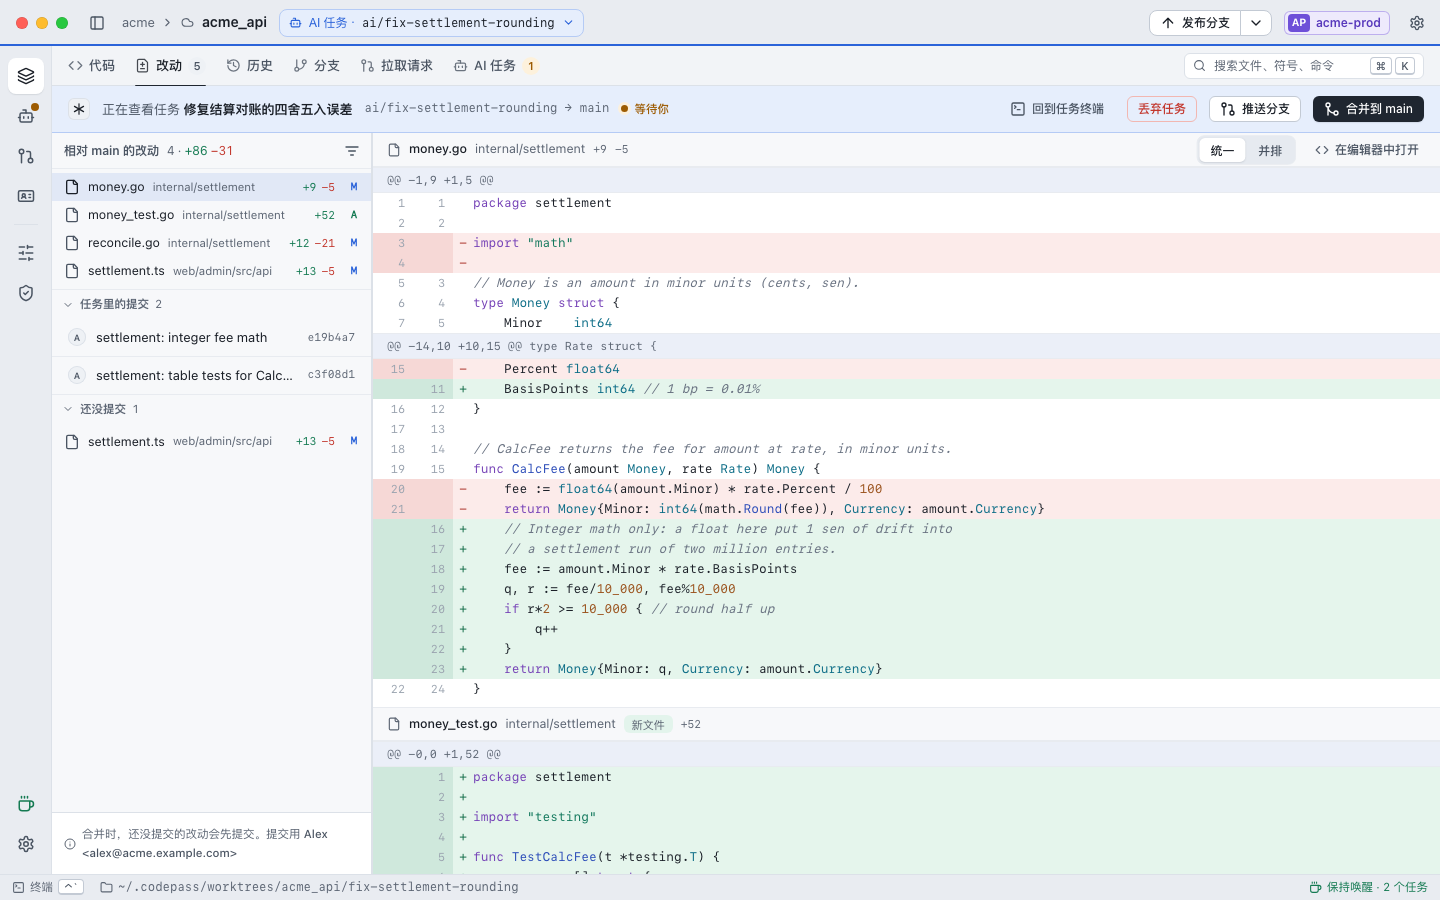 acme
acme_api
AI 任务 · ai/fix-settlement-rounding
发布分支
AP acme-prod
代码
改动 5
历史
分支
拉取请求
AI 任务 1
搜索文件、符号、命令 ⌘ K
正在查看任务 修复结算对账的四舍五入误差 ai/fix-settlement-rounding → main 等待你
回到任务终端
丢弃任务
推送分支
合并到 main
相对 main 的改动 4 · +86 −31
money.go internal/settlement +9 −5 M
money_test.go internal/settlement +52 A
reconcile.go internal/settlement +12 −21 M
settlement.ts web/admin/src/api +13 −5 M
任务里的提交 2
A settlement: integer fee math e19b4a7
A settlement: table tests for Calc... c3f08d1
还没提交 1
settlement.ts web/admin/src/api +13 −5 M
合并时，还没提交的改动会先提交。提交用 Alex
<alex@acme.example.com>
money.go internal/settlement +9 −5
统一 并排
在编辑器中打开
@@ −1,9 +1,5 @@
1 1 package settlement
2 2
3 − import "math"
4 −
5 3 // Money is an amount in minor units (cents, sen).
6 4 type Money struct {
7 5 Minor int64
@@ −14,10 +10,15 @@ type Rate struct {
15 − Percent float64
11 + BasisPoints int64 // 1 bp = 0.01%
16 12 }
17 13
18 14 // CalcFee returns the fee for amount at rate, in minor units.
19 15 func CalcFee(amount Money, rate Rate) Money {
20 − fee := float64(amount.Minor) * rate.Percent / 100
21 − return Money{Minor: int64(math.Round(fee)), Currency: amount.Currency}
16 + // Integer math only: a float here put 1 sen of drift into
17 + // a settlement run of two million entries.
18 + fee := amount.Minor * rate.BasisPoints
19 + q, r := fee/10_000, fee%10_000
20 + if r*2 >= 10_000 { // round half up
21 + q++
22 + }
23 + return Money{Minor: q, Currency: amount.Currency}
22 24 }
money_test.go internal/settlement 新文件 +52
@@ −0,0 +1,52 @@
1 + package settlement
2 +
3 + import "testing"
4 +
5 + func TestCalcFee(t *testing.T) {
终端 ⌃`
~/.codepass/worktrees/acme_api/fix-settlement-rounding
保持唤醒 · 2 个任务